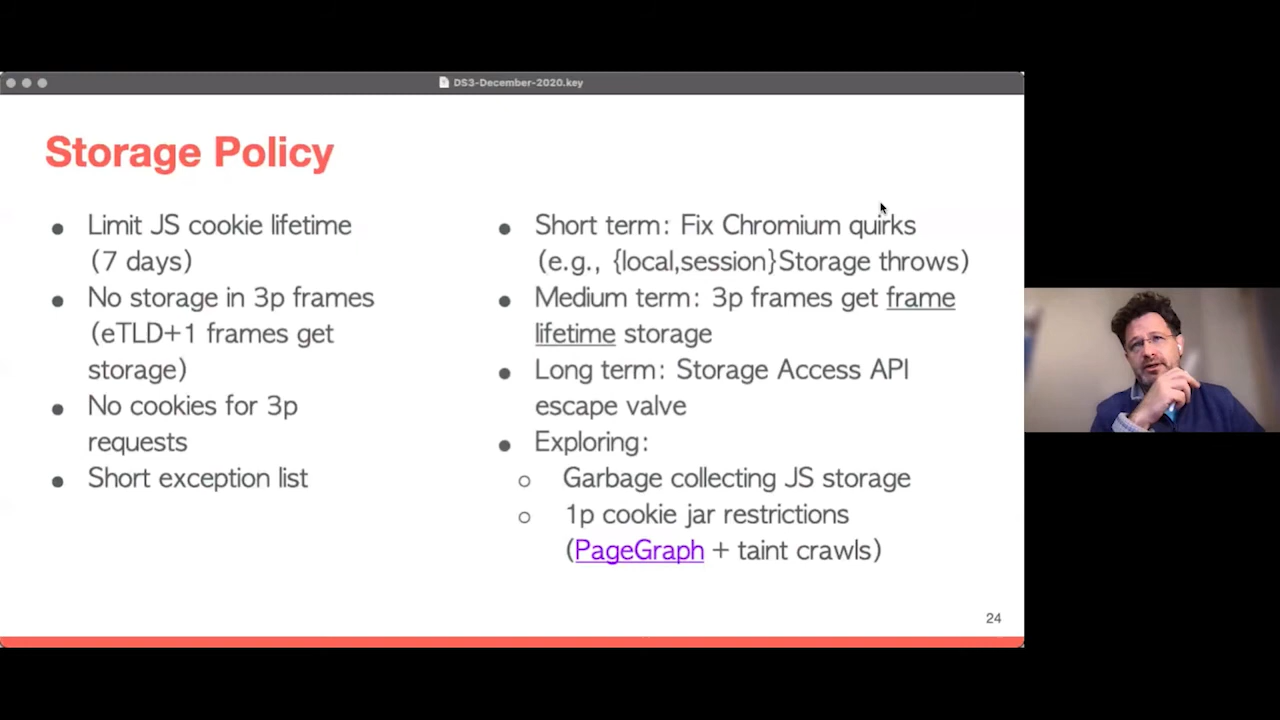 DS3-December-2020.key
Storage Policy
● Limit JS cookie lifetime
(7 days)
● No storage in 3p frames
(eTLD+1 frames get
storage)
● No cookies for 3p
requests
● Short exception list
● Short term: Fix Chromium quirks
(e.g., {local,session}Storage throws)
● Medium term: 3p frames get frame
lifetime storage
● Long term: Storage Access API
escape valve
● Exploring:
○ Garbage collecting JS storage
○ 1p cookie jar restrictions
(PageGraph + taint crawls)
24